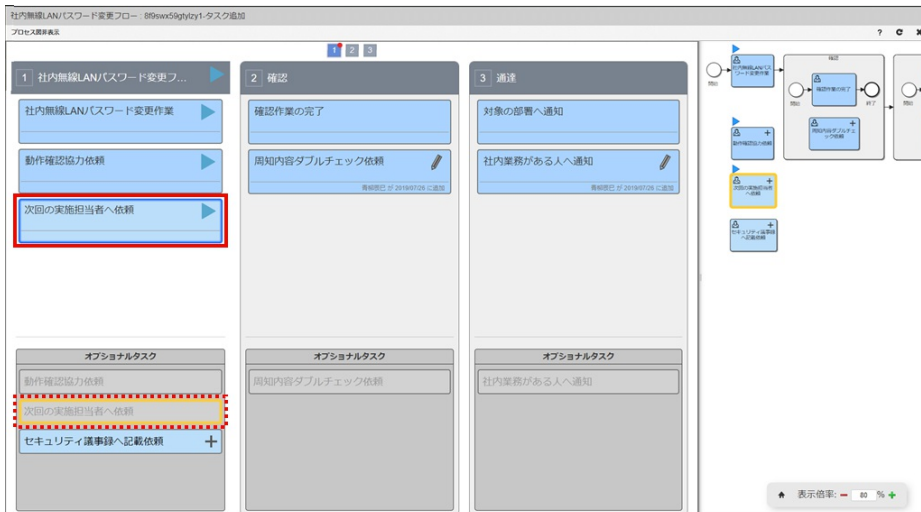 社内無線LANパスワード変更フロー : 8f9swx59gtylzy1-タスク追加
プロセス図非表示
?
1 2 3
1 社内無線LANパスワード変更フ...
社内無線LANパスワード変更作業
動作確認協力依頼
次回の実施担当者へ依頼
オプショナルタスク
動作確認協力依頼
次回の実施担当者へ依頼
セキュリティ議事録へ記載依頼
2 確認
確認作業の完了
周知内容ダブルチェック依頼
が 2019/07/26 に追加
オプショナルタスク
周知内容ダブルチェック依頼
3 通達
対象の部署へ通知
社内業務がある人へ通知
が 2019/07/26 に追加
オプショナルタスク
社内業務がある人へ通知
開始
社内無線LANパス
ワード変更作業
動作確認協力依頼
次回の実施担当者
へ依頼
セキュリティ議事録
へ記載依頼
確認
開始
確認作業の完了
終了
周知内容ダブルチェ
ック依頼
開始
表示倍率: 80 %